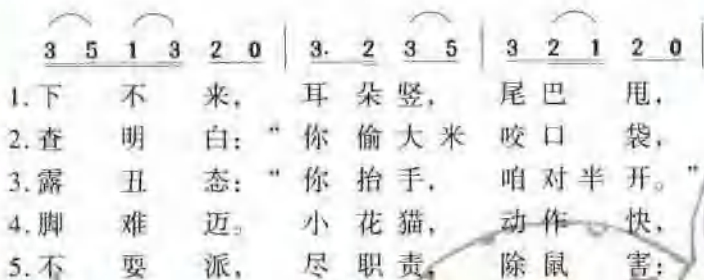 3 5 1 3 2 0 | 3. 2 3 5 | 3 2 1 2 0
1. 下 不 来， 耳 朵 竖， 尾 巴 甩，
2. 查 明 白：“ 你 偷 大 米 咬 口 袋，
3. 露 丑 态：“ 你 抬 手， 咱 对 半 开。”
4. 脚 难 迈。 小 花 猫， 动 作 快，
5. 不 耍 派， 尽 职 责， 除 鼠 害：